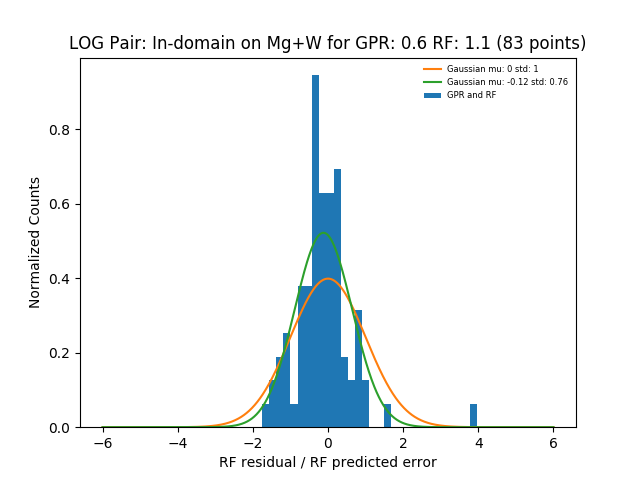 LOG Pair: In-domain on Mg+W for GPR: 0.6 RF: 1.1 (83 points)
Gaussian mu: 0 std: 1
Gaussian mu: -0.12 std: 0.76
GPR and RF
Normalized Counts
0.8
0.6
0.4
0.2
0.0
−6 −4 −2 0 2 4 6
RF residual / RF predicted error